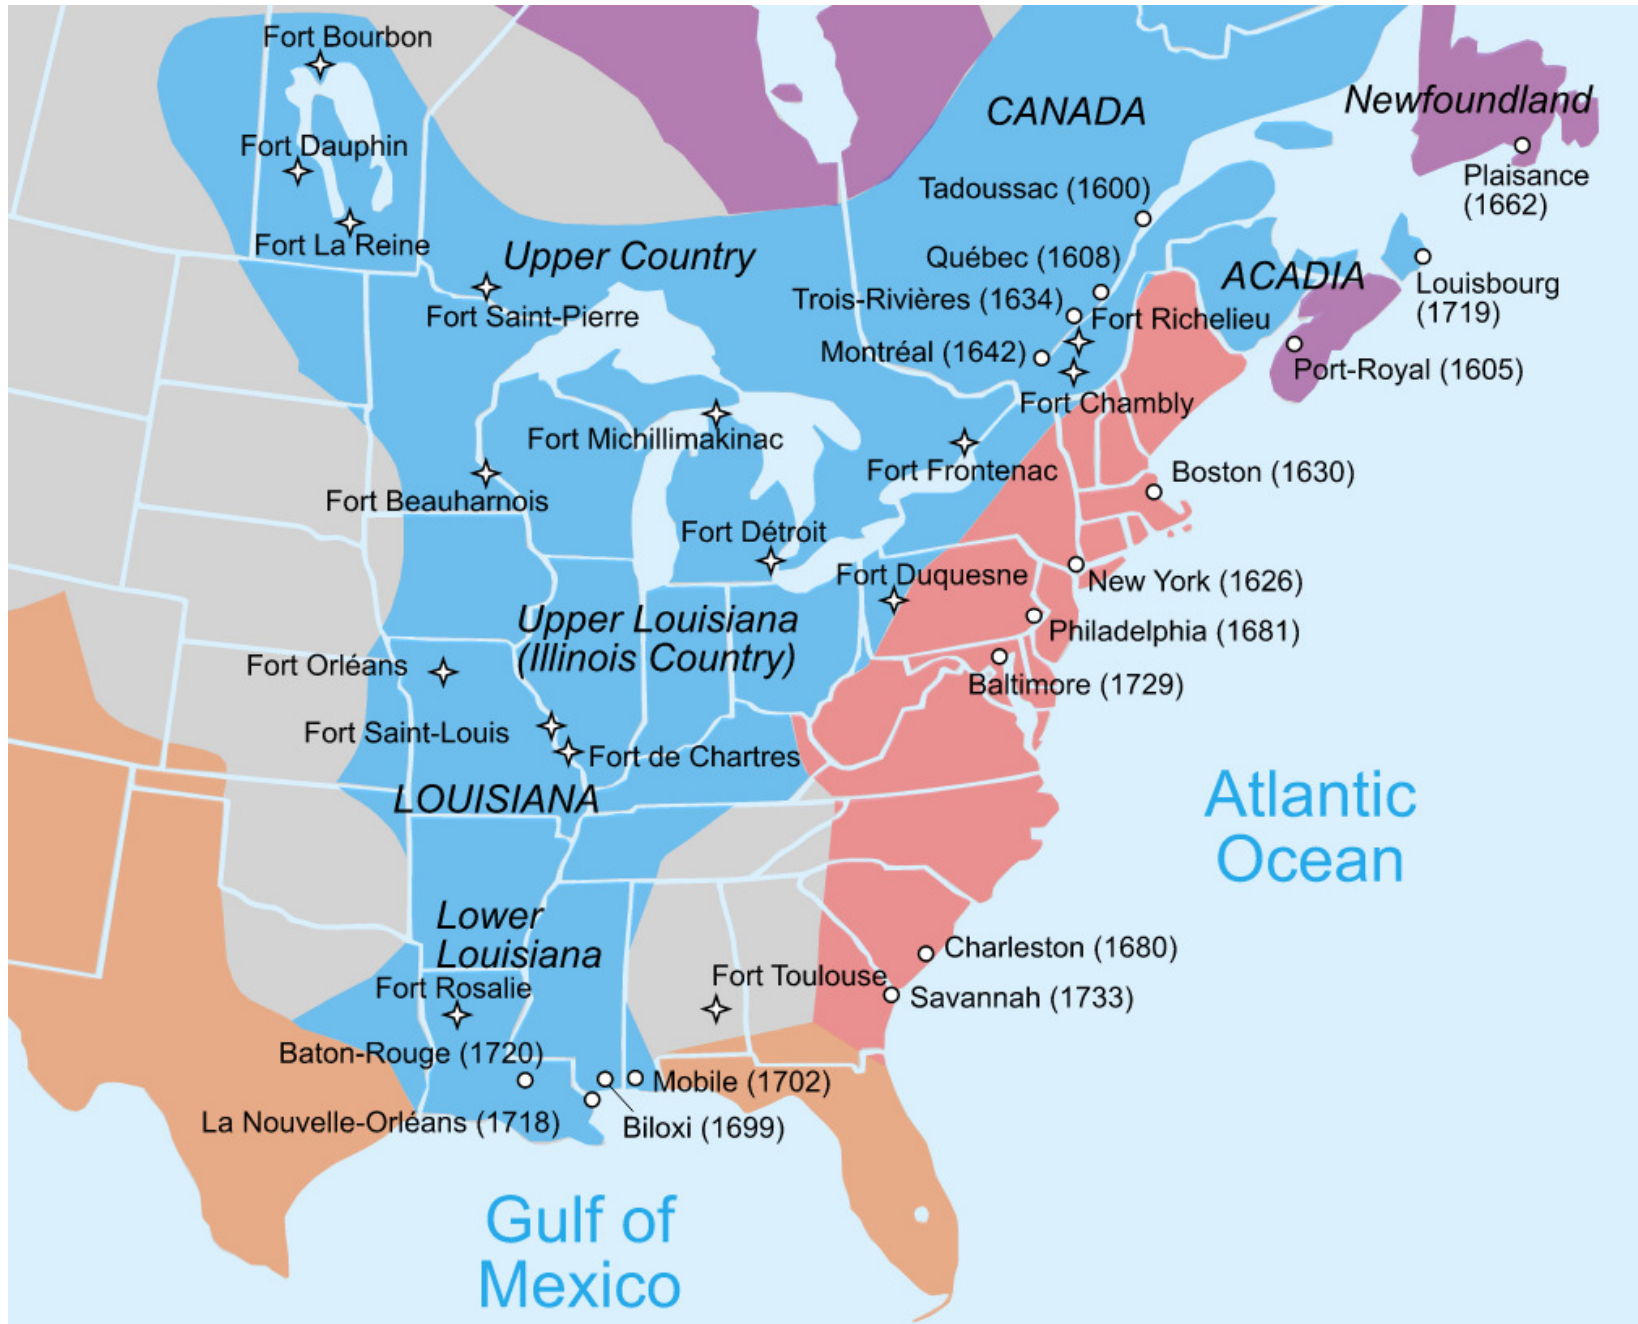 Fort Bourbon
CANADA
Newfoundland
Fort Dauphin
Tadoussac (1600)
Plaisance
(1662)
Fort La Reine
Upper Country
Québec (1608)
ACADIA
Louisbourg
(1719)
Trois-Rivières (1634)
Fort Saint-Pierre
Fort Richelieu
Montréal (1642)
Port-Royal (1605)
Fort Chambly
Fort Michillimakinac
Fort Frontenac
Boston (1630)
Fort Beauharnois
Fort Détroit
Fort Duquesne
New York (1626)
Upper Louisiana
(Illinois Country)
Philadelphia (1681)
Fort Orléans
Baltimore (1729)
Fort Saint-Louis
Fort de Chartres
LOUISIANA
Atlantic
Ocean
Lower
Louisiana
Charleston (1680)
Fort Toulouse
Fort Rosalie
Savannah (1733)
Baton-Rouge (1720)
Mobile (1702)
La Nouvelle-Orléans (1718)
Biloxi (1699)
Gulf of
Mexico